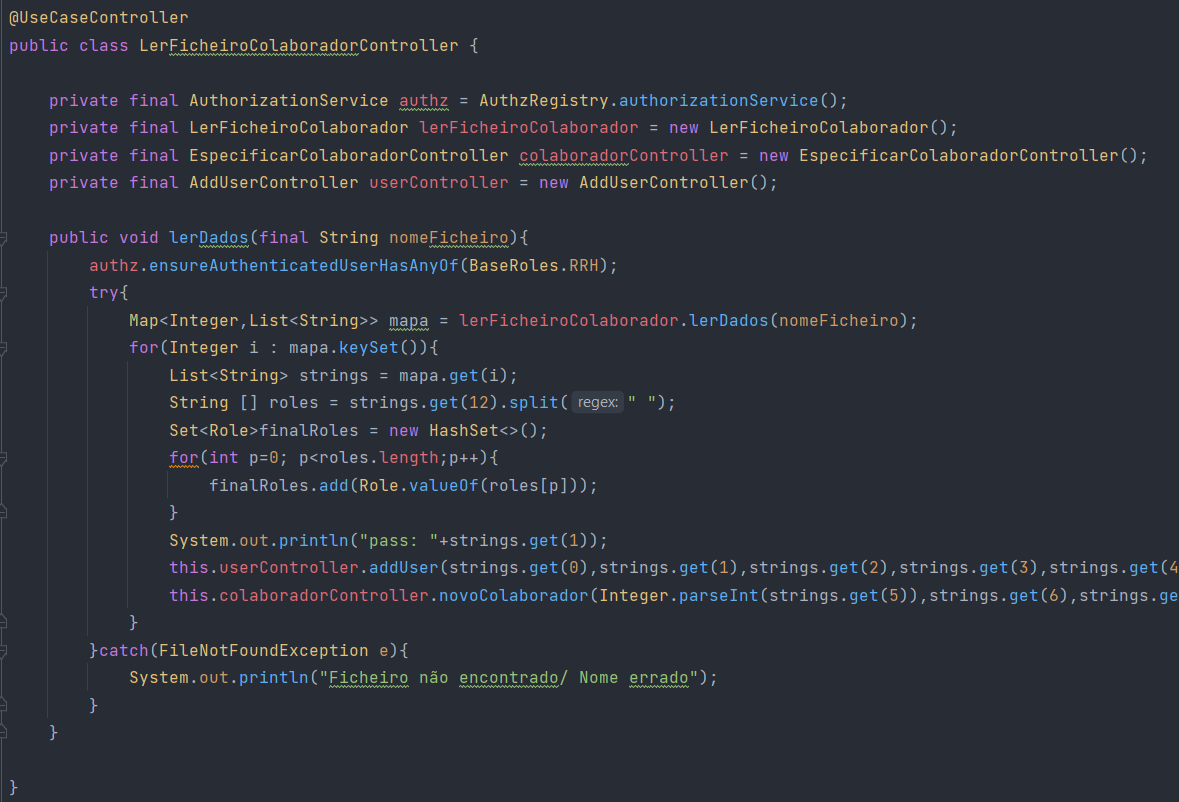 @UseCaseController
public class LerFicheiroColaboradorController {
private final AuthorizationService authz = AuthzRegistry.authorizationService();
private final LerFicheiroColaborador lerFicheiroColaborador = new LerFicheiroColaborador();
private final EspecificarColaboradorController colaboradorController = new EspecificarColaboradorController();
private final AddUserController userController = new AddUserController();
public void lerDados(final String nomeFicheiro){
authz.ensureAuthenticatedUserHasAnyOf(BaseRoles.RRH);
try{
Map<Integer,List<String>> mapa = lerFicheiroColaborador.lerDados(nomeFicheiro);
for(Integer i : mapa.keySet()){
List<String> strings = mapa.get(i);
String [] roles = strings.get(12).split( regex: " ");
Set<Role>finalRoles = new HashSet<>();
for(int p=0; p<roles.length;p++){
finalRoles.add(Role.valueOf(roles[p]));
}
System.out.println("pass: "+strings.get(1));
this.userController.addUser(strings.get(0),strings.get(1),strings.get(2),strings.get(3),strings.get(4
this.colaboradorController.novoColaborador(Integer.parseInt(strings.get(5)),strings.get(6),strings.ge
}
}catch(FileNotFoundException e){
System.out.println("Ficheiro não encontrado/ Nome errado");
}
}
}